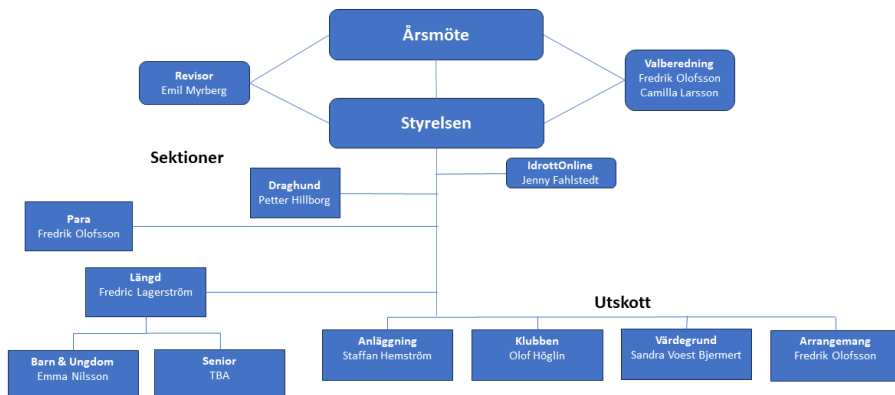 Årsmöte
Revisor
Emil Myrberg
Valberedning
Fredrik Olofsson
Camilla Larsson
Styrelsen
Sektioner
IdrottOnline
Jenny Fahlstedt
Draghund
Petter Hillborg
Para
Fredrik Olofsson
Längd
Fredric Lagerström
Utskott
Barn & Ungdom
Emma Nilsson
Senior
TBA
Anläggning
Staffan Hemström
Klubben
Olof Höglin
Värdegrund
Sandra Voest Bjermert
Arrangemang
Fredrik Olofsson